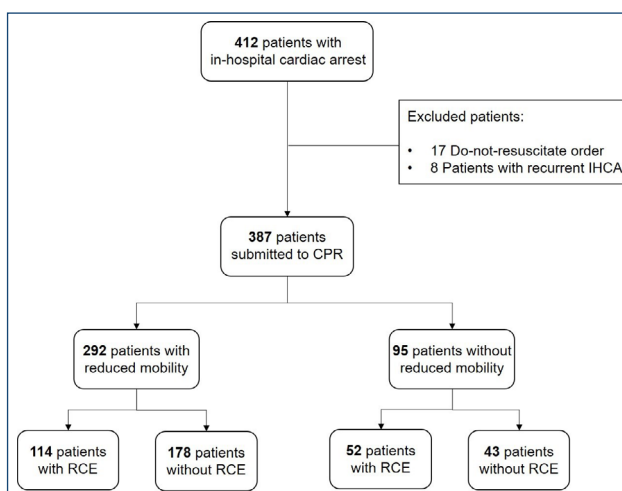 412 patients with
in-hospital cardiac arrest
Excluded patients:
• 17 Do-not-resuscitate order
• 8 Patients with recurrent IHCA
387 patients
submitted to CPR
292 patients with
reduced mobility
95 patients without
reduced mobility
114 patients
with RCE
178 patients
without RCE
52 patients
with RCE
43 patients
without RCE